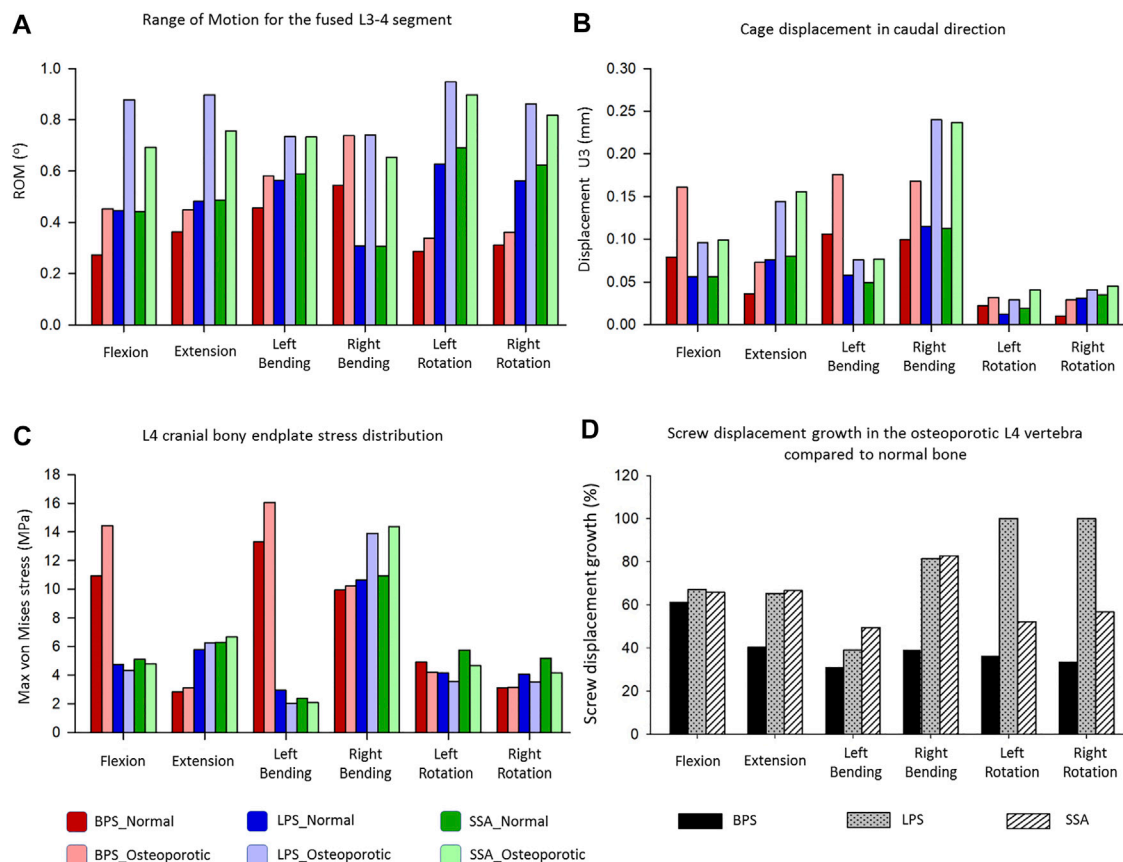 A
Range of Motion for the fused L3-4 segment
ROM (º)
1.0
0.8
0.6
0.4
0.2
0.0
Flexion
Extension
Left
Bending
Right
Bending
Left
Rotation
Right
Rotation
B
Cage displacement in caudal direction
Displacement U3 (mm)
0.30
0.25
0.20
0.15
0.10
0.05
0.00
Flexion
Extension
Left
Bending
Right
Bending
Left
Rotation
Right
Rotation
C
L4 cranial bony endplate stress distribution
Max von Mises stress (MPa)
18
16
14
12
10
8
6
4
2
0
Flexion
Extension
Left
Bending
Right
Bending
Left
Rotation
Right
Rotation
D
Screw displacement growth in the osteoporotic L4 vertebra
compared to normal bone
Screw displacement growth (%)
120
100
80
60
40
20
0
Flexion
Extension
Left
Bending
Right
Bending
Left
Rotation
Right
Rotation
BPS_Normal
LPS_Normal
SSA_Normal
BPS_Osteoporotic
LPS_Osteoporotic
SSA_Osteoporotic
BPS
LPS
SSA